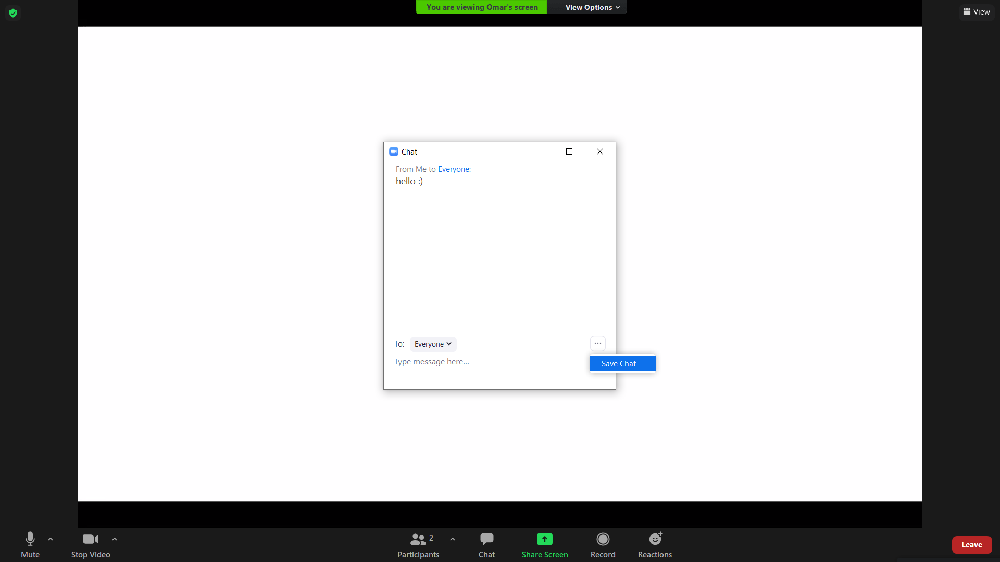 You are viewing Omar's screen
View Options
View
Chat
From Me to Everyone:
hello :)
To: Everyone
Type message here...
Save Chat
Mute
Stop Video
2
Participants
Chat
Share Screen
Record
Reactions
Leave